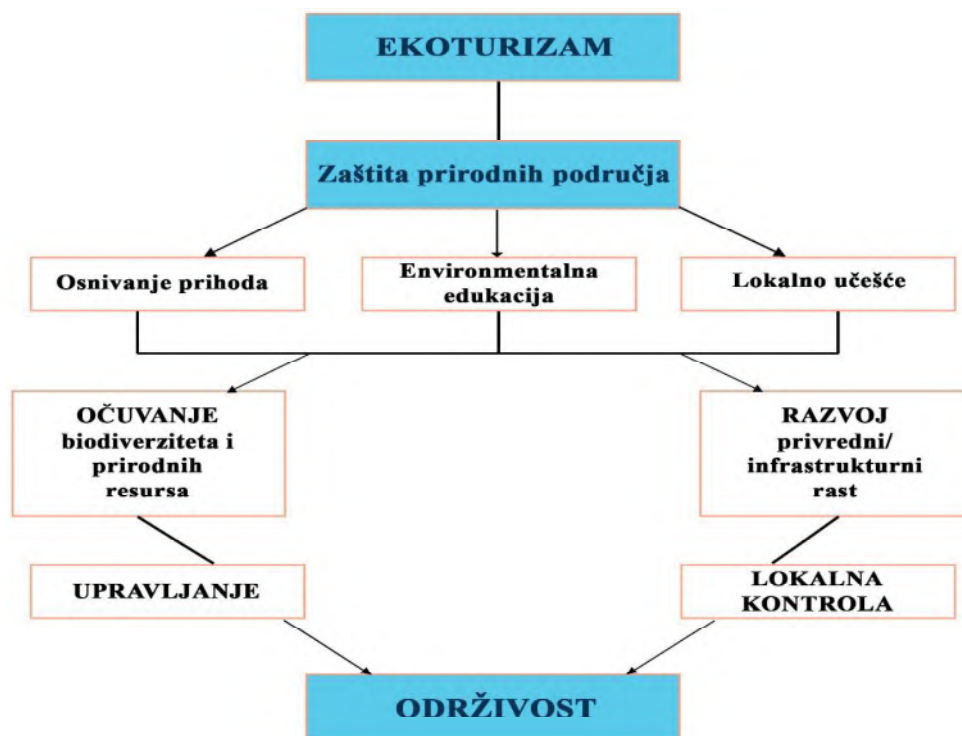 EKOTURIZAM
Zaštita prirodnih područja
Osnivanje prihoda
Environmentalna
edukacija
Lokalno učešće
OČUVANJE
biodiverziteta i
prirodnih
resursa
RAZVOJ
privredni/
infrastrukturni
rast
UPRAVLJANJE
LOKALNA
KONTROLA
ODRŽIVOST